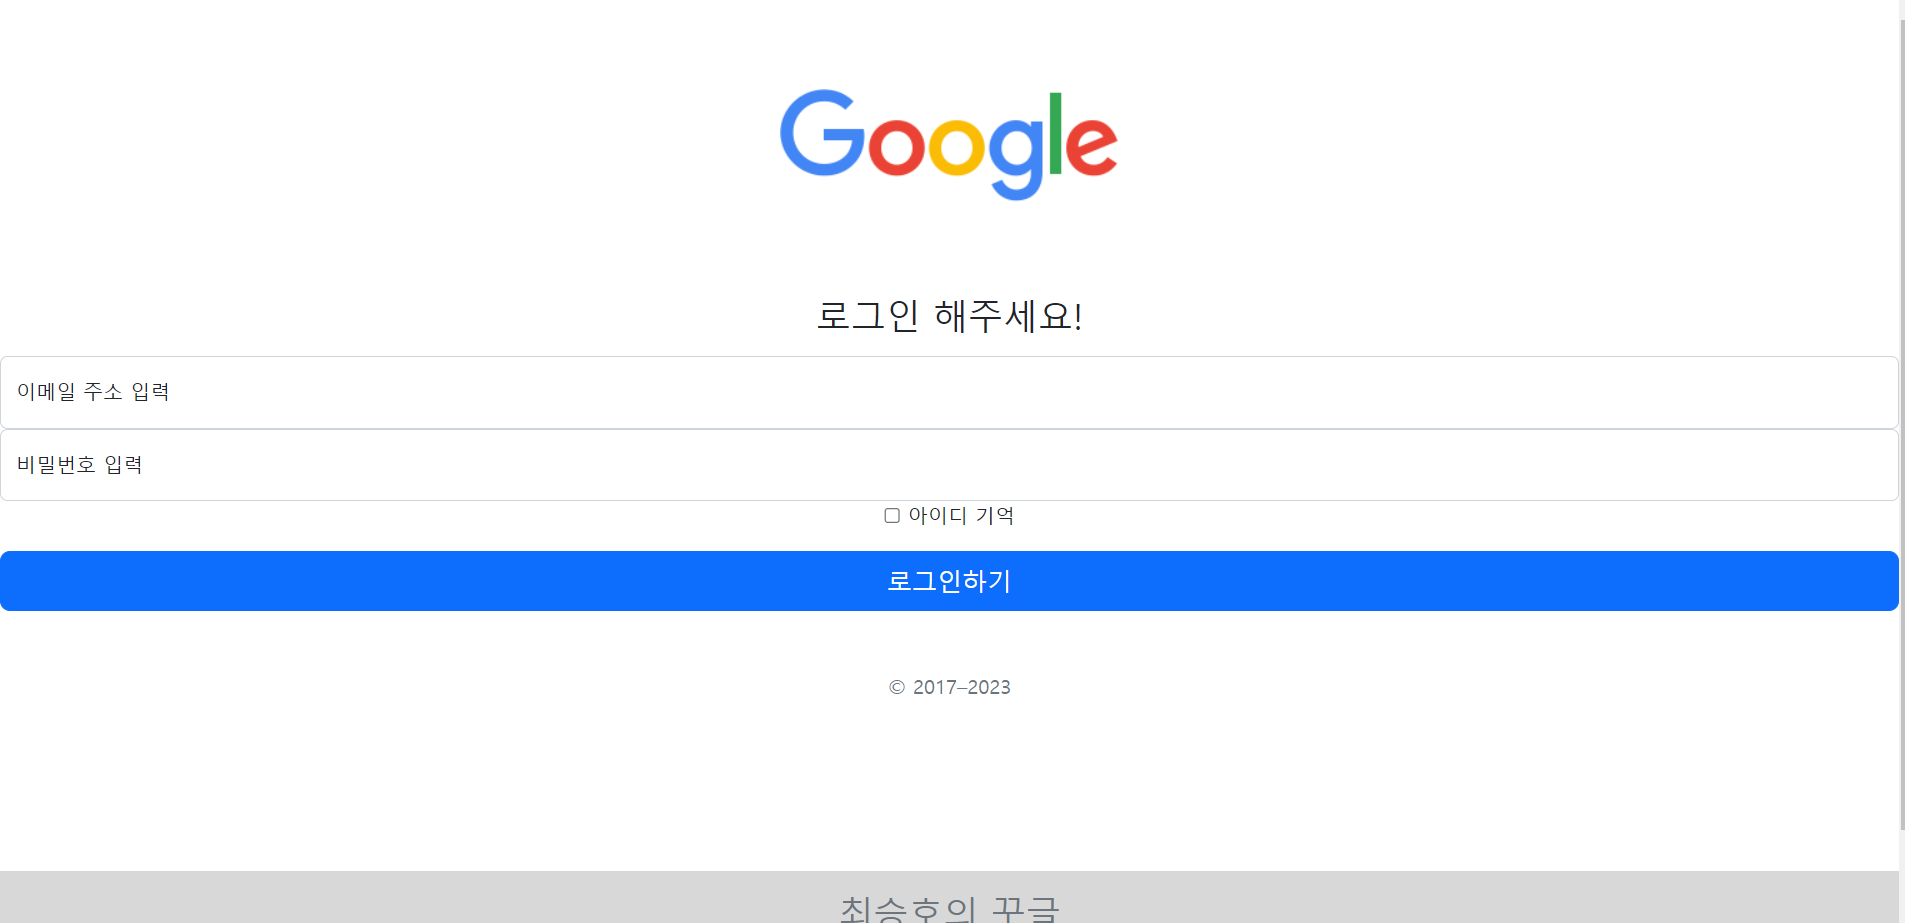 Google
로그인 해주세요!
이메일 주소 입력
비밀번호 입력
아이디 기억
로그인하기
© 2017–2023
최승호의 꾸글